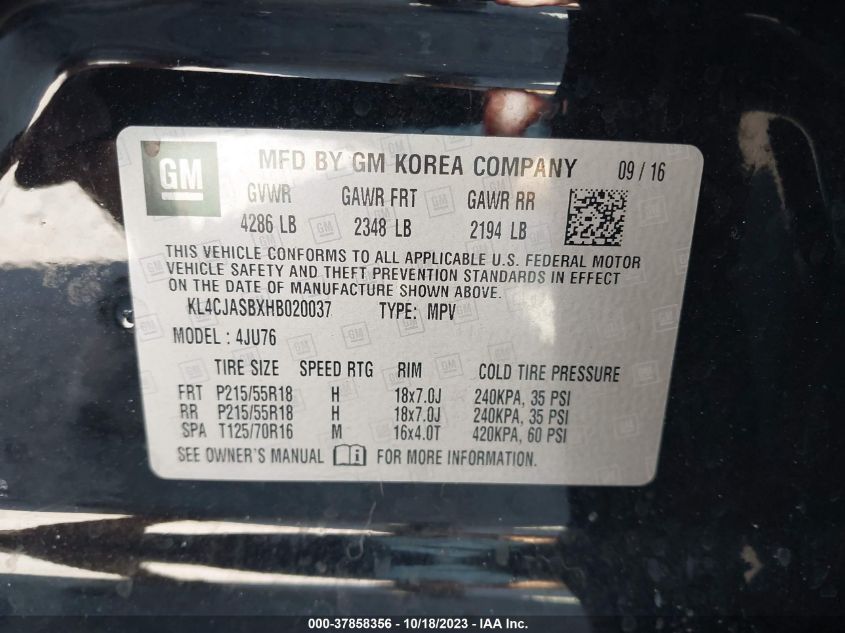 GM
MFD BY GM KOREA COMPANY 09 / 16
GVWR GAWR FRT GAWR RR
4286 LB 2348 LB 2194 LB
THIS VEHICLE CONFORMS TO ALL APPLICABLE U.S. FEDERAL MOTOR
VEHICLE SAFETY AND THEFT PREVENTION STANDARDS IN EFFECT
ON THE DATE OF MANUFACTURE SHOWN ABOVE.
KL4CJASBXHB020037 TYPE: MPV
MODEL : 4JU76
TIRE SIZE SPEED RTG RIM COLD TIRE PRESSURE
FRT P215/55R18 H 18x7.0J 240KPA, 35 PSI
RR P215/55R18 H 18x7.0J 240KPA, 35 PSI
SPA T125/70R16 M 16x4.0T 420KPA, 60 PSI
SEE OWNER'S MANUAL FOR MORE INFORMATION.
000-37858356 - 10/18/2023 - IAA Inc.